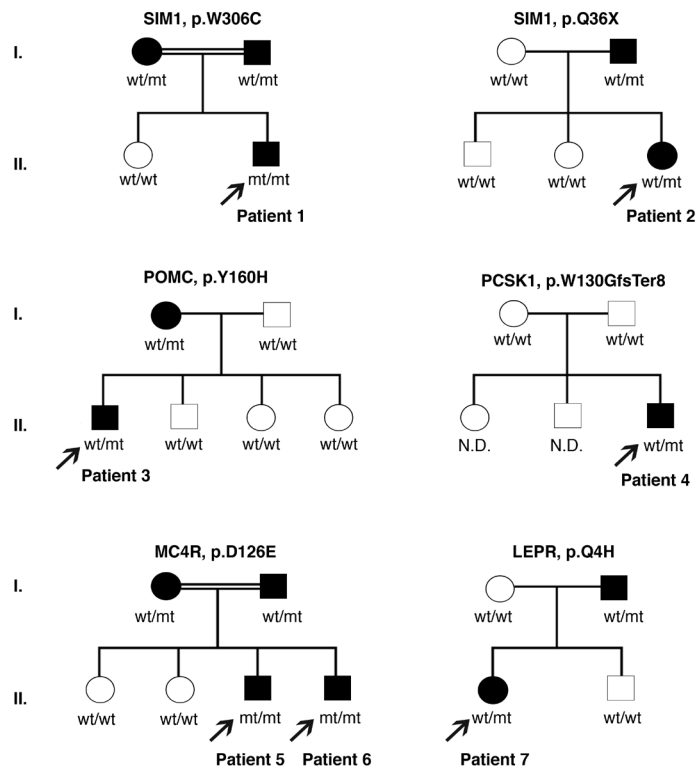 SIM1, p.W306C
I.
wt/mt wt/mt
II.
wt/wt mt/mt
Patient 1
SIM1, p.Q36X
wt/wt wt/mt
wt/wt wt/wt wt/mt
Patient 2
POMC, p.Y160H
I.
wt/mt wt/wt
II.
wt/mt wt/wt wt/wt wt/wt
Patient 3
PCSK1, p.W130GfsTer8
wt/wt wt/wt
N.D. N.D. wt/mt
Patient 4
MC4R, p.D126E
I.
wt/mt wt/mt
II.
wt/wt wt/wt mt/mt mt/mt
Patient 5 Patient 6
LEPR, p.Q4H
wt/wt wt/mt
wt/mt wt/wt
Patient 7